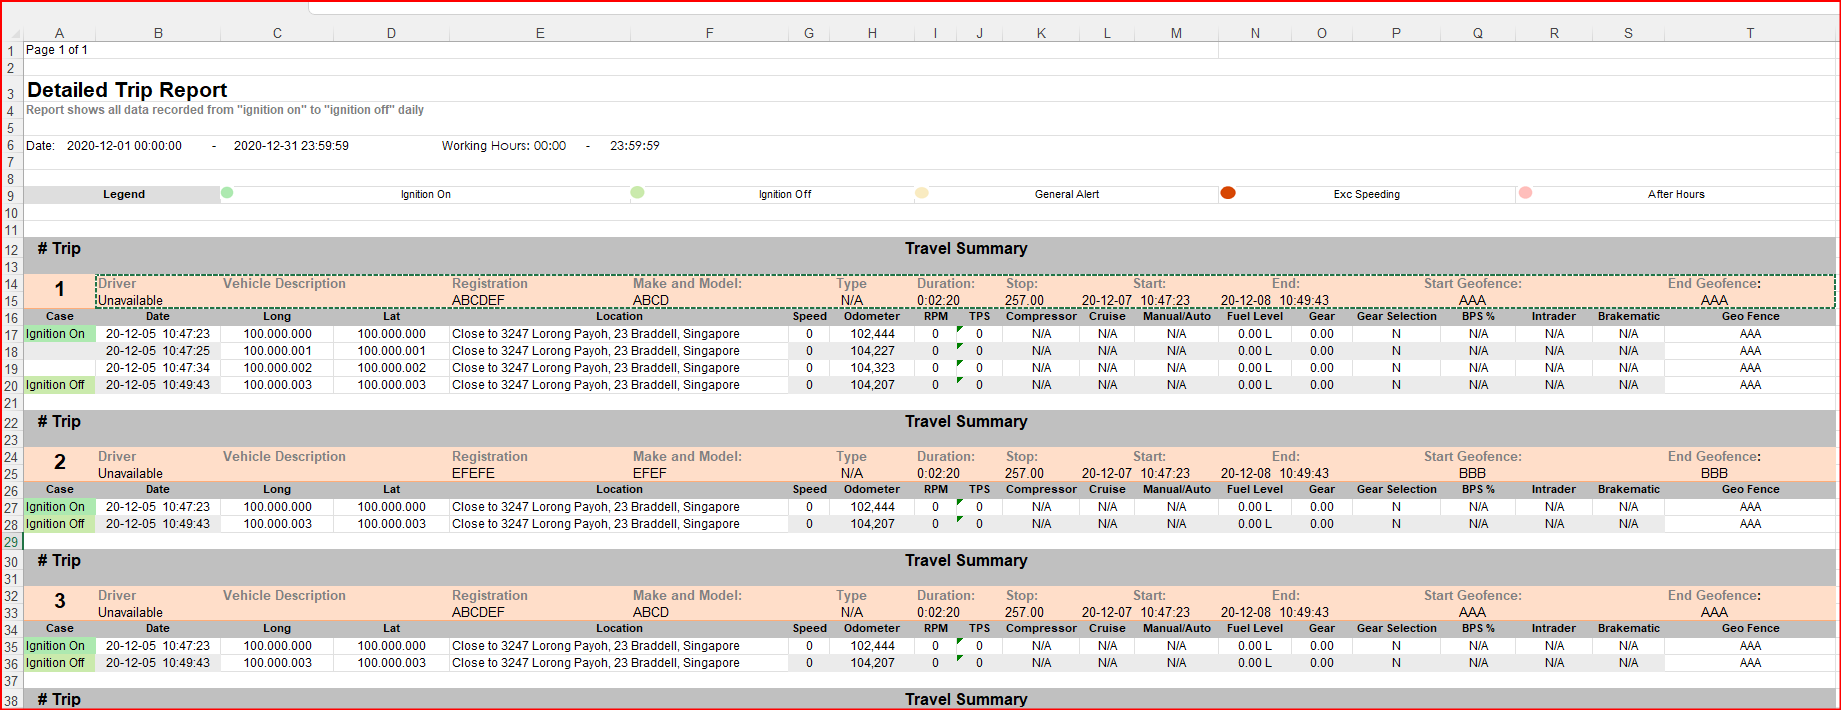 A B C D E F G H I J K L M N O P Q R S T
1 Page 1 of 1
2
3 Detailed Trip Report
4 Report shows all data recorded from "ignition on" to "ignition off" daily
5
6 Date: 2020-12-01 00:00:00 - 2020-12-31 23:59:59 Working Hours: 00:00 - 23:59:59
7
8
9 Legend Ignition On Ignition Off General Alert Exc Speeding After Hours
10
11
12 # Trip Travel Summary
13
14 Driver Vehicle Description Registration Make and Model: Type Duration: Stop: Start: End: Start Geofence: End Geofence:
1
15 Unavailable ABCDEF ABCD N/A 0:02:20 257.00 20-12-07 10:47:23 20-12-08 10:49:43 AAA AAA
16 Case Date Long Lat Location Speed Odometer RPM TPS Compressor Cruise Manual/Auto Fuel Level Gear Gear Selection BPS % Intrader Brakematic Geo Fence
17 Ignition On 20-12-05 10:47:23 100.000.000 100.000.000 Close to 3247 Lorong Payoh, 23 Braddell, Singapore 0 102,444 0 0 N/A N/A N/A 0.00 L 0.00 N N/A N/A N/A AAA
18 20-12-05 10:47:25 100.000.001 100.000.001 Close to 3247 Lorong Payoh, 23 Braddell, Singapore 0 104,227 0 0 N/A N/A N/A 0.00 L 0.00 N N/A N/A N/A AAA
19 20-12-05 10:47:34 100.000.002 100.000.002 Close to 3247 Lorong Payoh, 23 Braddell, Singapore 0 104,323 0 0 N/A N/A N/A 0.00 L 0.00 N N/A N/A N/A AAA
20 Ignition Off 20-12-05 10:49:43 100.000.003 100.000.003 Close to 3247 Lorong Payoh, 23 Braddell, Singapore 0 104,207 0 0 N/A N/A N/A 0.00 L 0.00 N N/A N/A N/A AAA
21
22 # Trip Travel Summary
23
24 Driver Vehicle Description Registration Make and Model: Type Duration: Stop: Start: End: Start Geofence: End Geofence:
2
25 Unavailable EFEFE EFEF N/A 0:02:20 257.00 20-12-07 10:47:23 20-12-08 10:49:43 BBB BBB
26 Case Date Long Lat Location Speed Odometer RPM TPS Compressor Cruise Manual/Auto Fuel Level Gear Gear Selection BPS % Intrader Brakematic Geo Fence
27 Ignition On 20-12-05 10:47:23 100.000.000 100.000.000 Close to 3247 Lorong Payoh, 23 Braddell, Singapore 0 102,444 0 0 N/A N/A N/A 0.00 L 0.00 N N/A N/A N/A AAA
28 Ignition Off 20-12-05 10:49:43 100.000.003 100.000.003 Close to 3247 Lorong Payoh, 23 Braddell, Singapore 0 104,207 0 0 N/A N/A N/A 0.00 L 0.00 N N/A N/A N/A AAA
29
30 # Trip Travel Summary
31
32 Driver Vehicle Description Registration Make and Model: Type Duration: Stop: Start: End: Start Geofence: End Geofence:
3
33 Unavailable ABCDEF ABCD N/A 0:02:20 257.00 20-12-07 10:47:23 20-12-08 10:49:43 AAA AAA
34 Case Date Long Lat Location Speed Odometer RPM TPS Compressor Cruise Manual/Auto Fuel Level Gear Gear Selection BPS % Intrader Brakematic Geo Fence
35 Ignition On 20-12-05 10:47:23 100.000.000 100.000.000 Close to 3247 Lorong Payoh, 23 Braddell, Singapore 0 102,444 0 0 N/A N/A N/A 0.00 L 0.00 N N/A N/A N/A AAA
36 Ignition Off 20-12-05 10:49:43 100.000.003 100.000.003 Close to 3247 Lorong Payoh, 23 Braddell, Singapore 0 104,207 0 0 N/A N/A N/A 0.00 L 0.00 N N/A N/A N/A AAA
37
38 # Trip Travel Summary